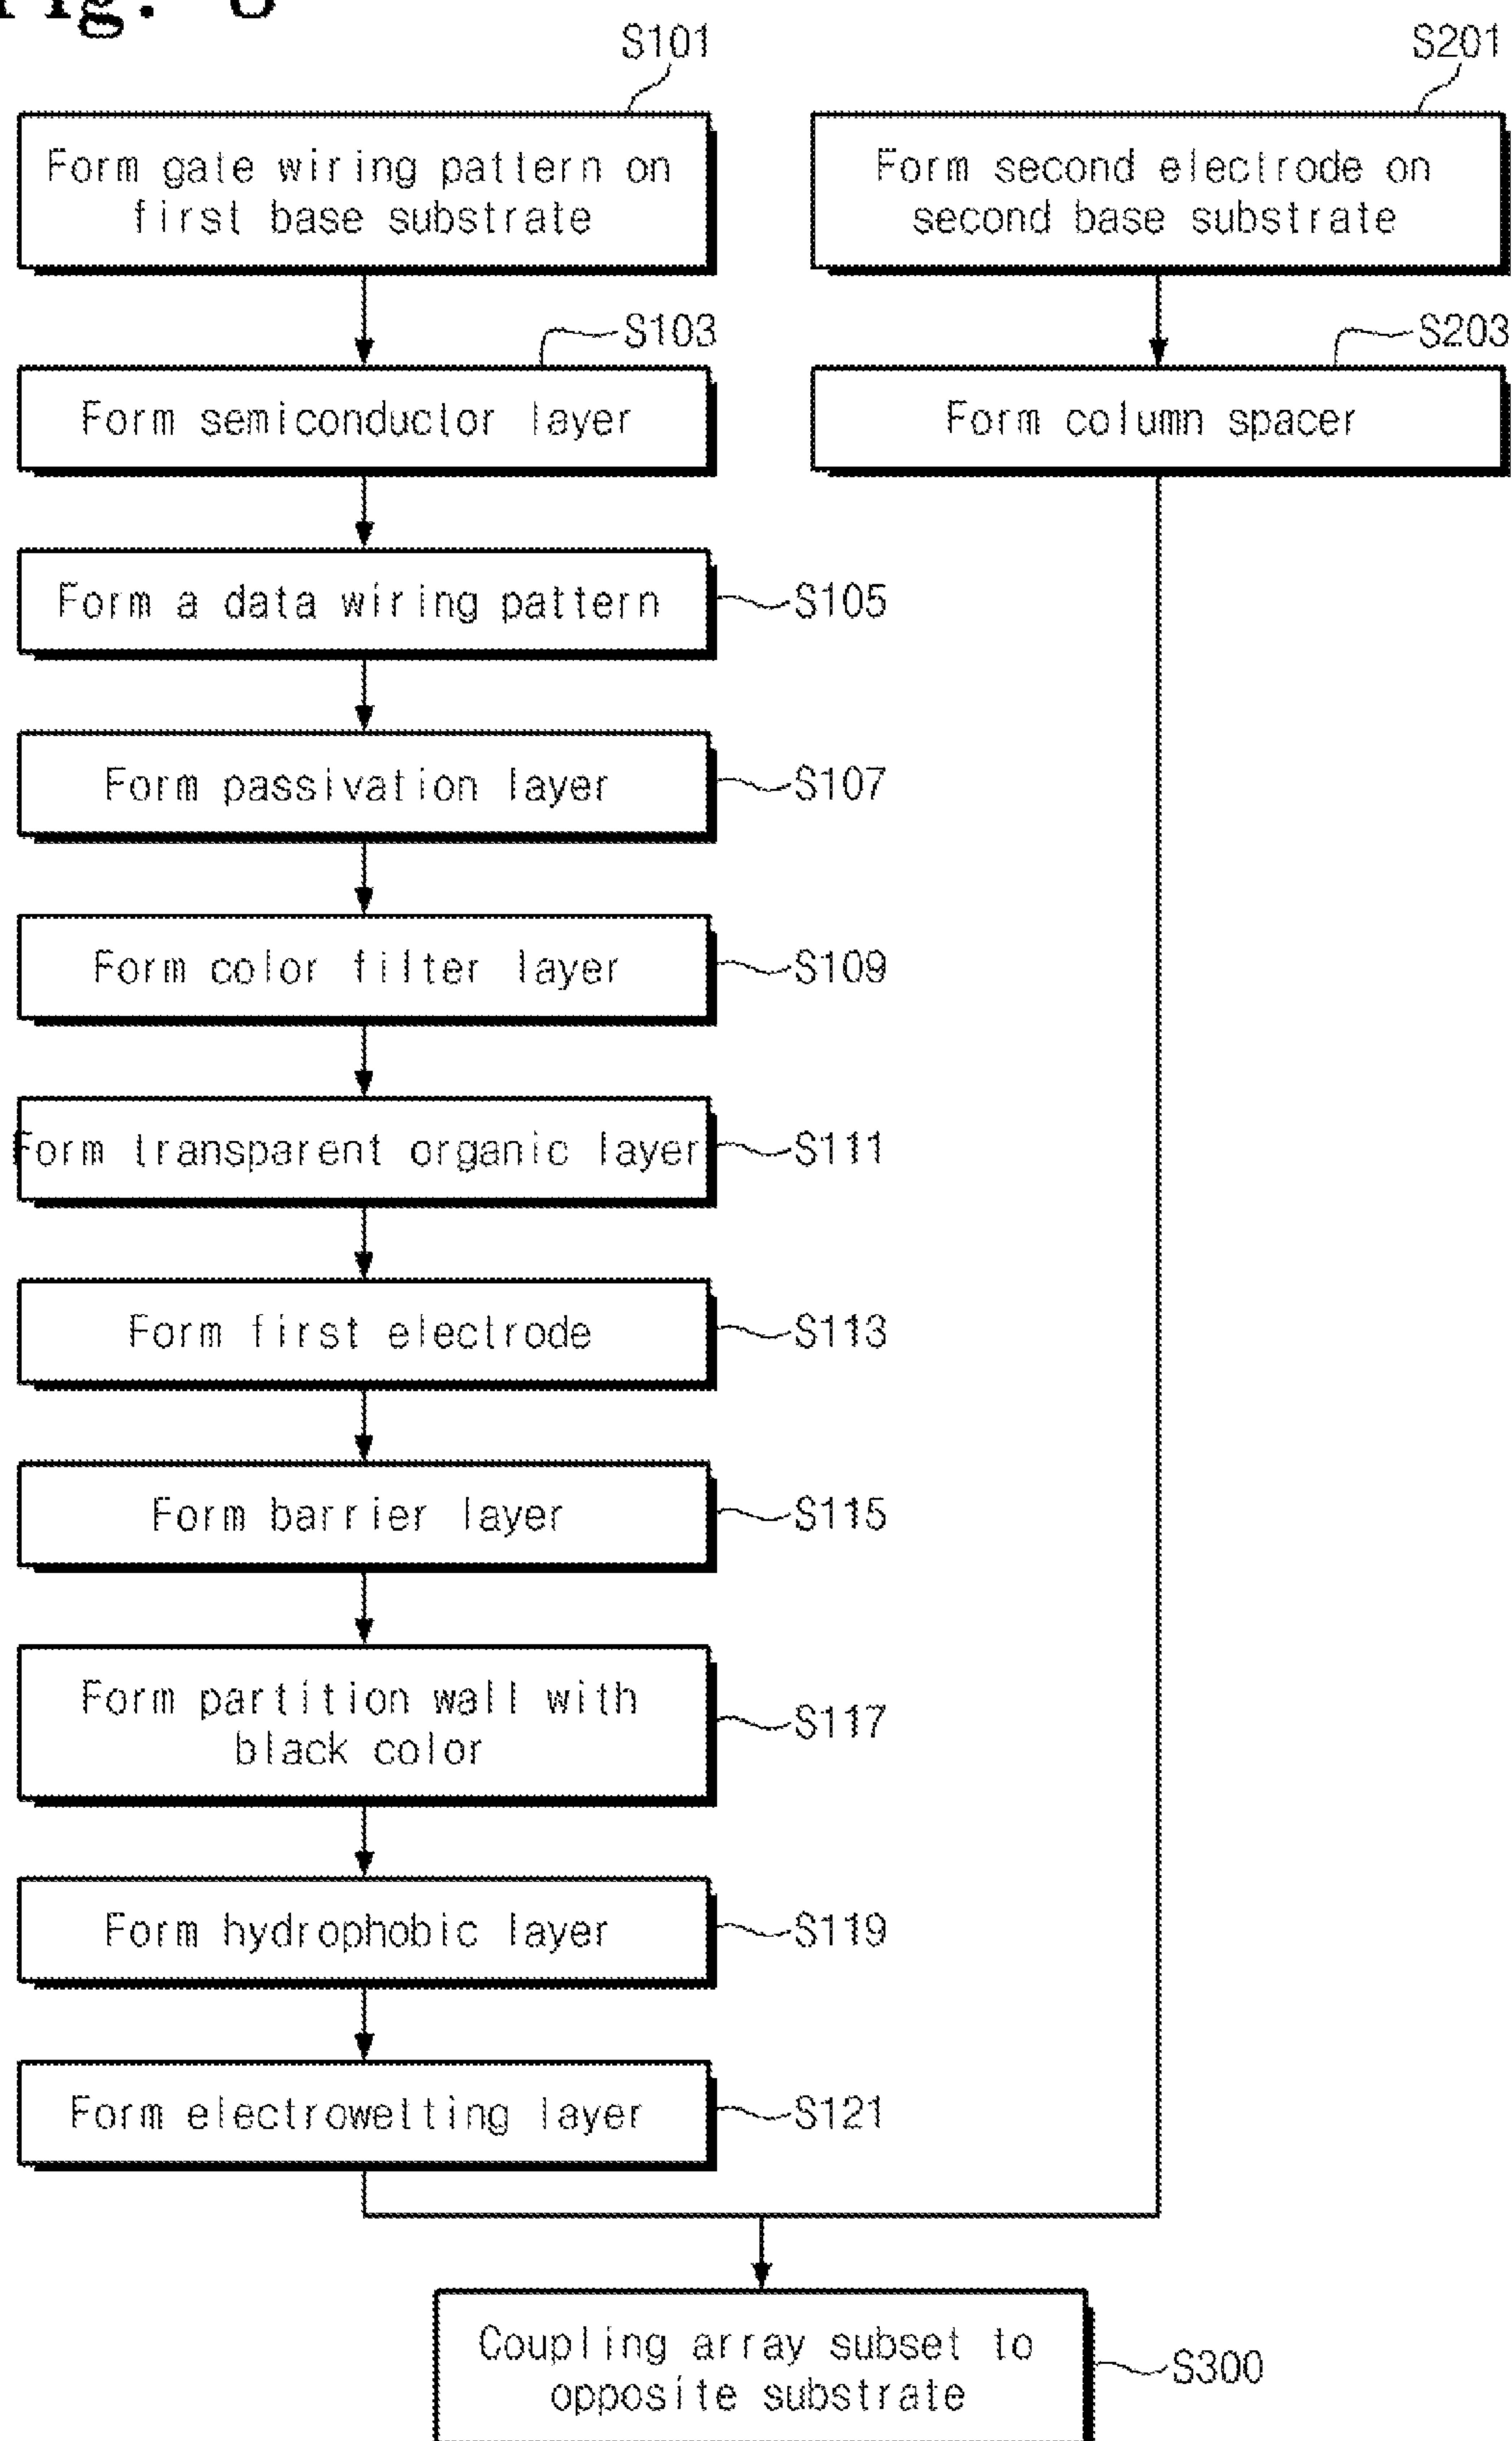 Fig.
S101
Form gate wiring pattern on
first base substrate
S103
Form semiconductor layer
Form a data wiring pattern
S105
Form passivation layer
S107
Form color filter layer
S109
Form transparent organic layer
S111
Form first electrode
S113
Form barrier layer
S115
Form partition wall with
black color
S117
Form hydrophobic layer
S119
Form electrowetting layer
S121
S201
Form second electrode on
second base substrate
S203
Form column spacer
Coupling array subset to
opposite substrate
S300